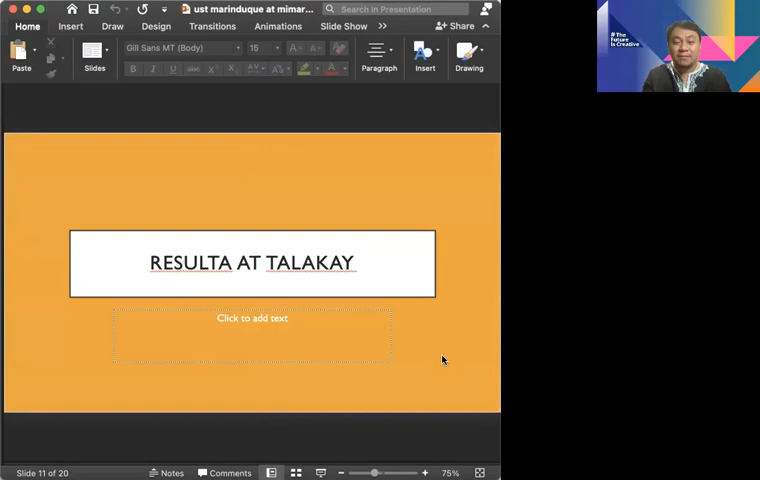 ust marinduque at mimar...
Search in Presentation
Home Insert Draw Design Transitions Animations Slide Show Share
Gill Sans MT (Body) 15
Paste Slides Paragraph Insert Drawing
RESULTA AT TALAKAY
Click to add text
Slide 11 of 20 Notes Comments 75%
# The
Future
Is Creative